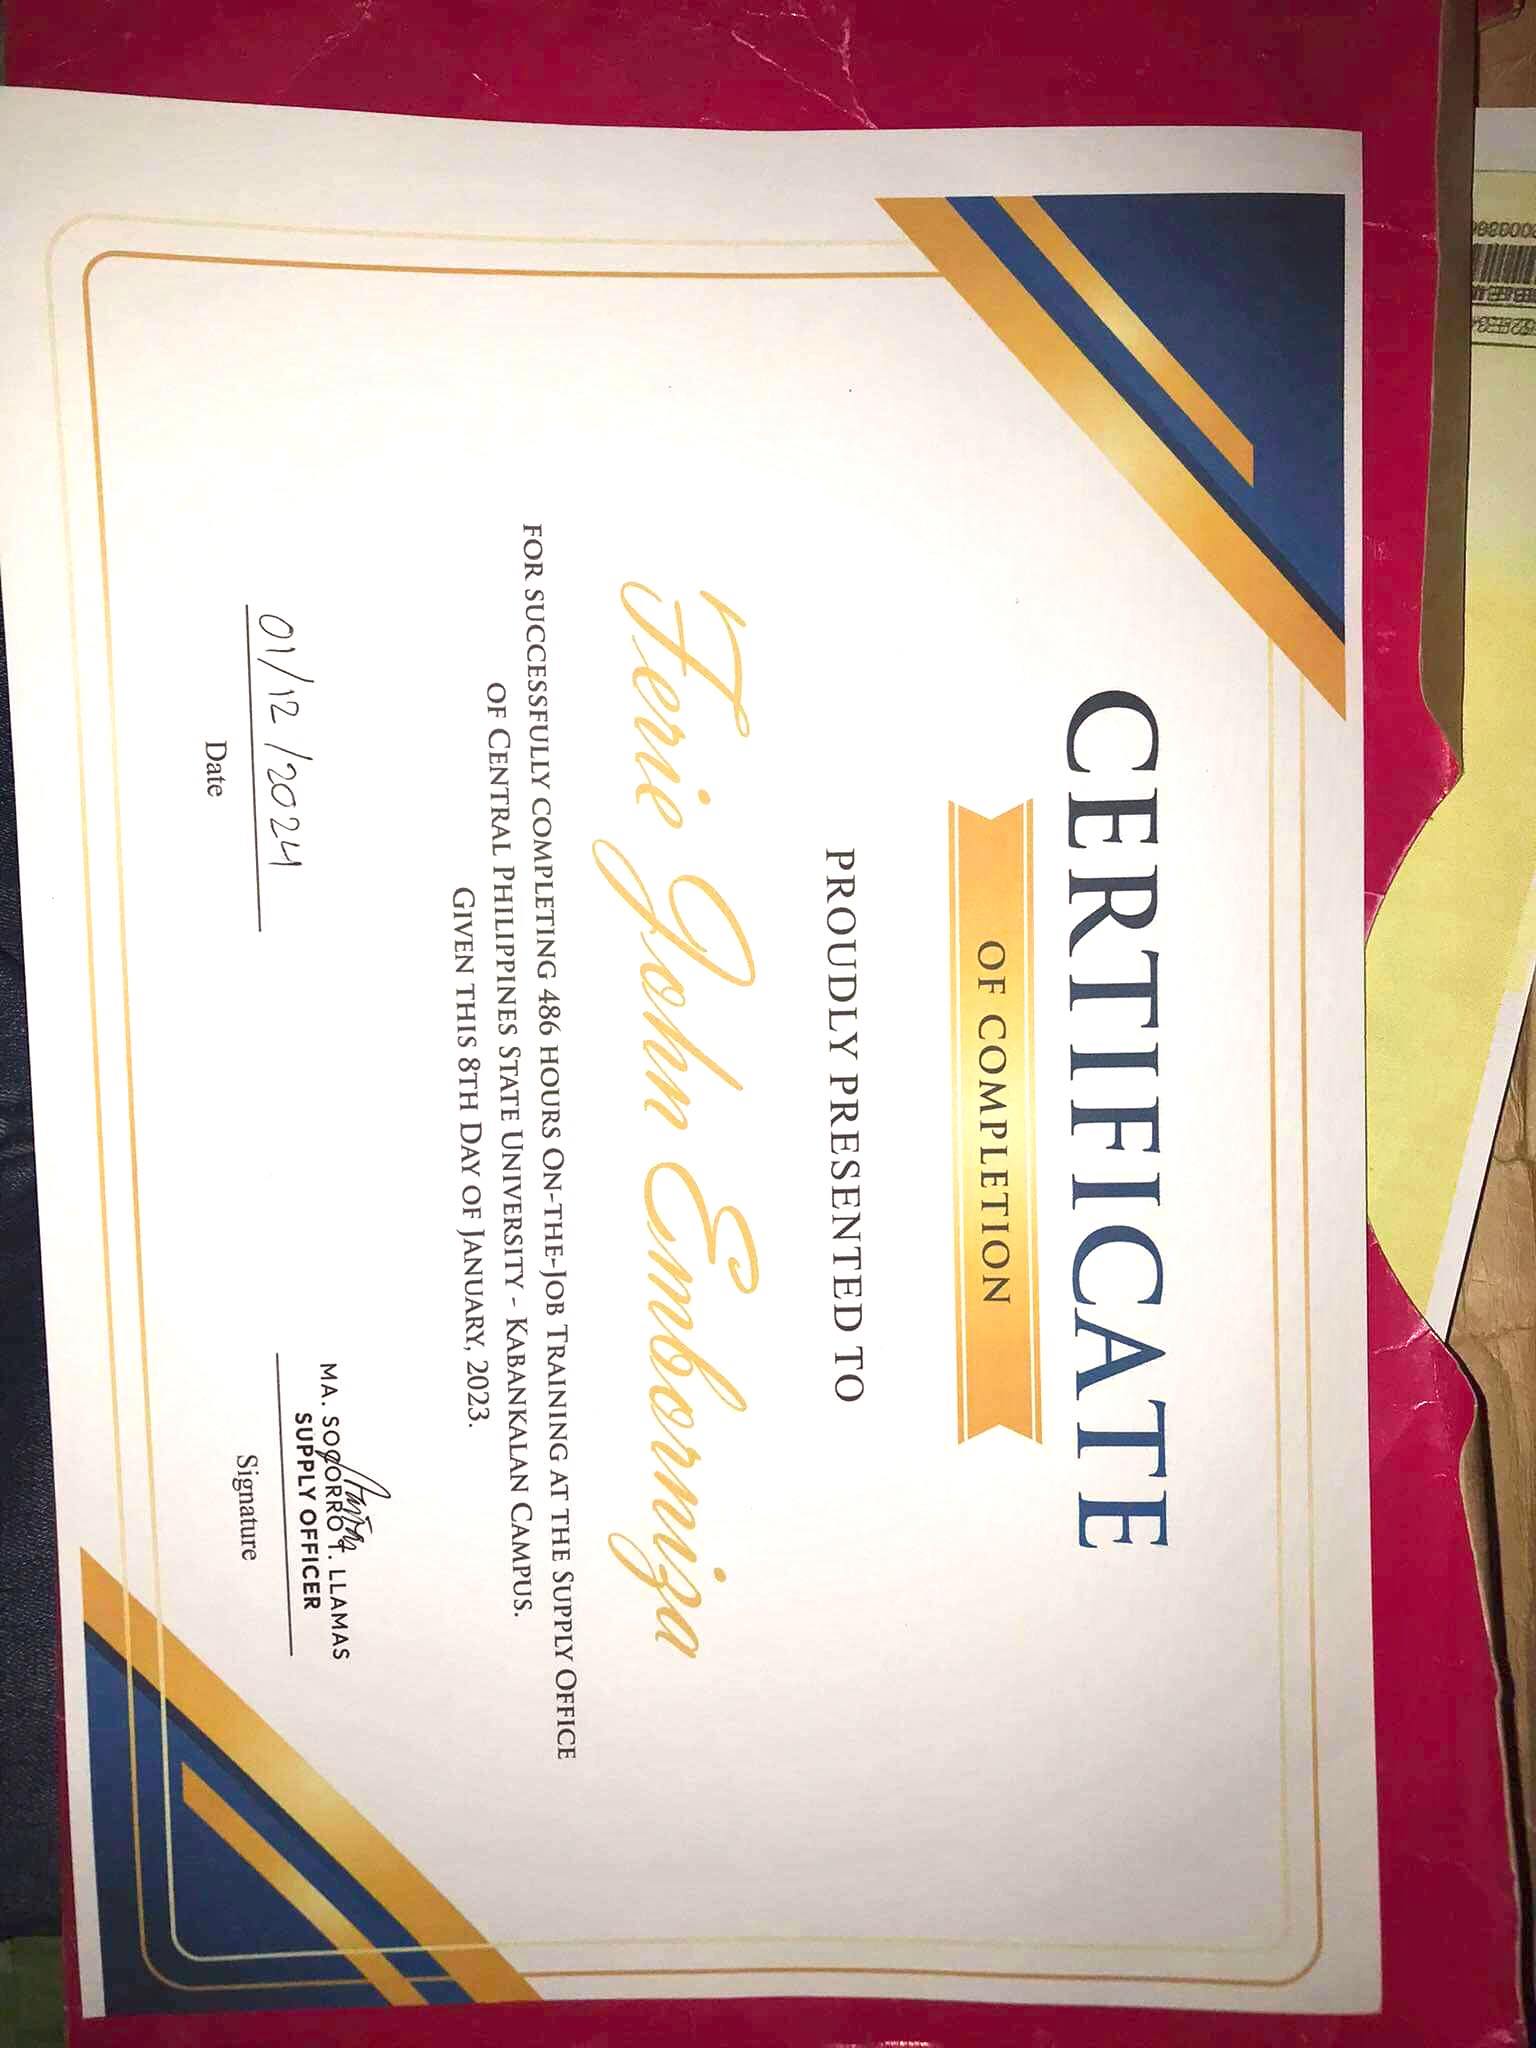 CERTIFICATE
OF COMPLETION
PROUDLY PRESENTED TO
Ferie John Emborniza
FOR SUCCESSFULLY COMPLETING 486 HOURS ON-THE-JOB TRAINING AT THE SUPPLY OFFICE
OF CENTRAL PHILIPPINES STATE UNIVERSITY - KABANKALAN CAMPUS.
GIVEN THIS 8TH DAY OF JANUARY, 2023.
01/12/2024
Date
MA. SOCORRO T. LLAMAS
SUPPLY OFFICER
Signature